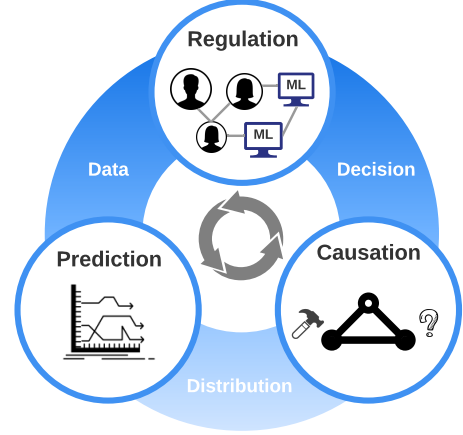 Regulation
ML
ML
Data
Decision
Prediction
Causation
?
Distribution